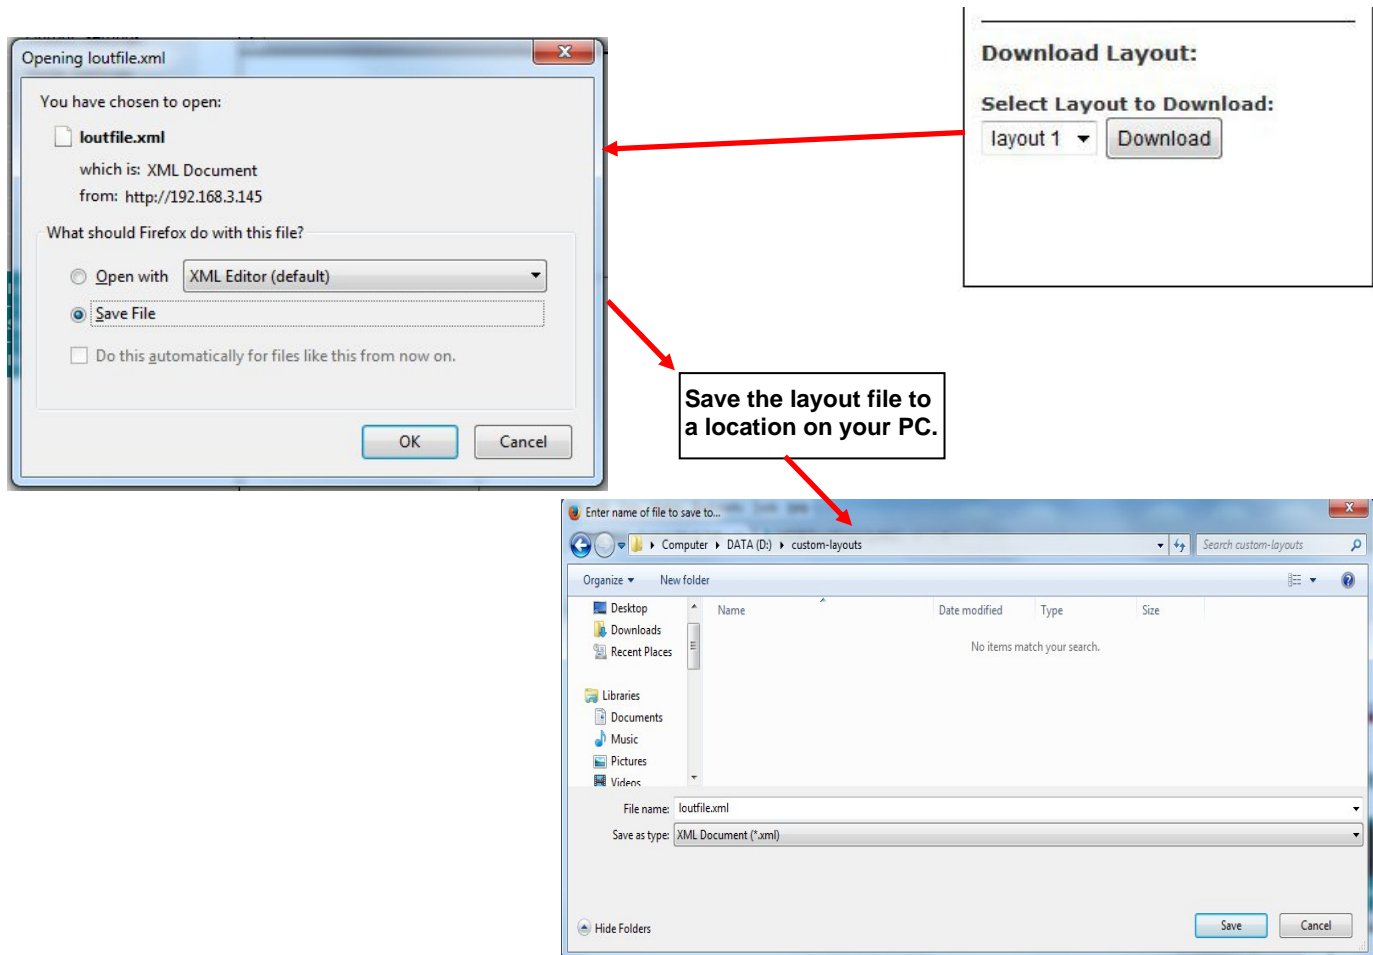 Opening loutfile.xml
You have chosen to open:
loutfile.xml
which is: XML Document
from: http://192.168.3.145
What should Firefox do with this file?
Open with XML Editor (default)
Save File
Do this automatically for files like this from now on.
OK Cancel
Download Layout:
Select Layout to Download:
layout 1 Download
Save the layout file to
a location on your PC.
Enter name of file to save to...
Computer DATA (D:) custom-layouts Search custom-layouts
Organize New folder
Name Date modified Type Size
No items match your search.
Desktop
Downloads
Recent Places
Libraries
Documents
Music
Pictures
Videos
File name: loutfile.xml
Save as type: XML Document (*.xml)
Hide Folders Save Cancel